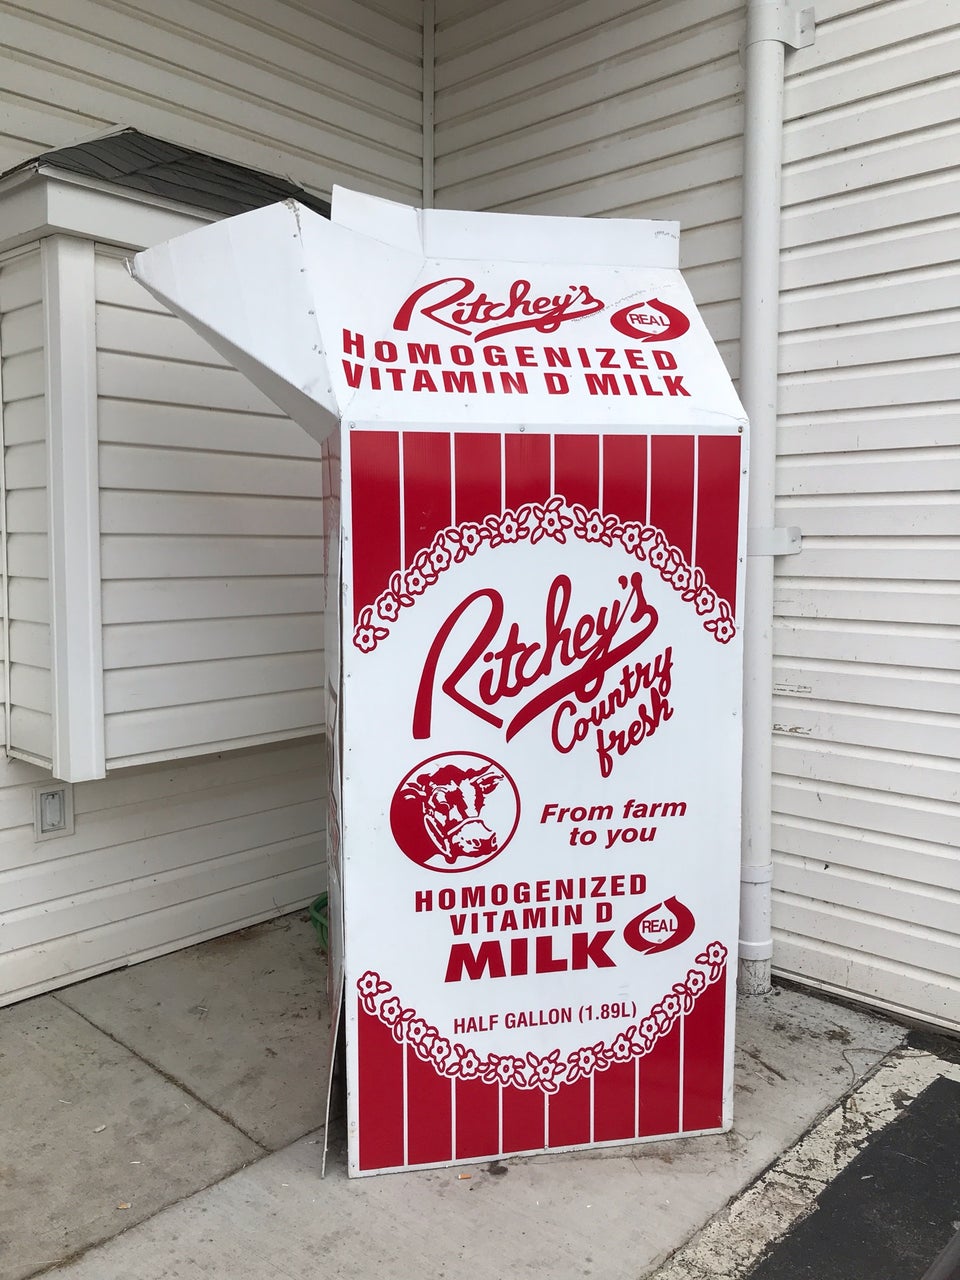 Ritchey's
REAL
HOMOGENIZED
VITAMIN D MILK
Ritchey's
Country
fresh
From farm
to you
HOMOGENIZED
VITAMIN D
REAL
MILK
HALF GALLON (1.89L)